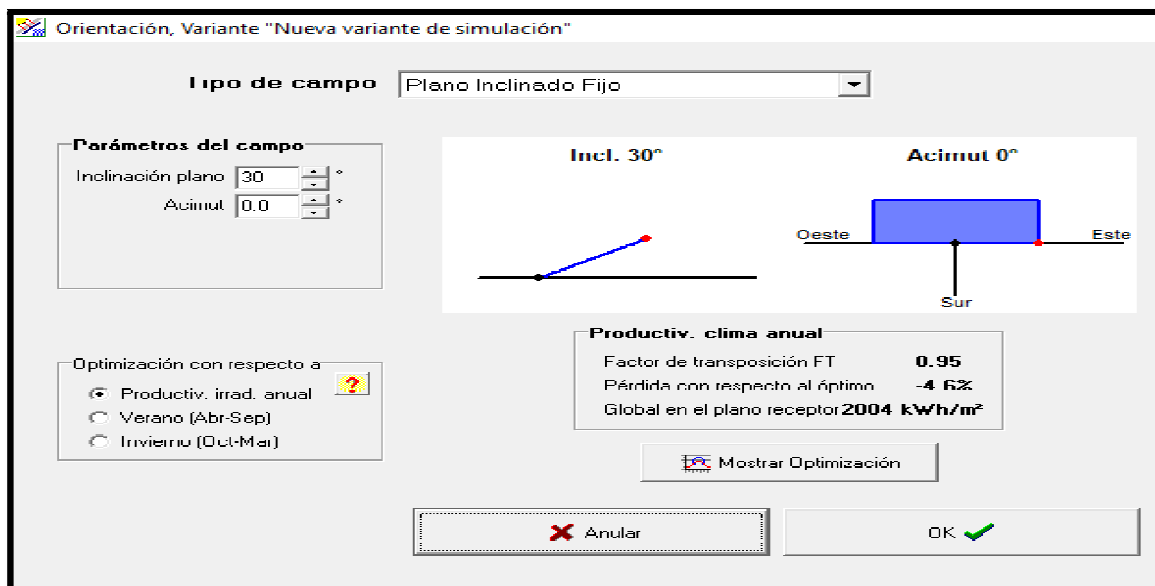 Orientación, Variante "Nueva variante de simulación"
Tipo de campo Plano Inclinado Fijo
Parámetros del campo
Inclinación plano 30 °
Acimut 0.0 °
Incl. 30°
Acimut 0°
Oeste
Este
Sur
Optimización con respecto a
?
Productiv. irrad. anual
Verano (Abr-Sep)
Invierno (Oct-Mar)
Productiv. clima anual
Factor de transposición FT 0.95
Pérdida con respecto al óptimo -4.6%
Global en el plano receptor 2004 kWh/m²
Mostrar Optimización
Anular
OK